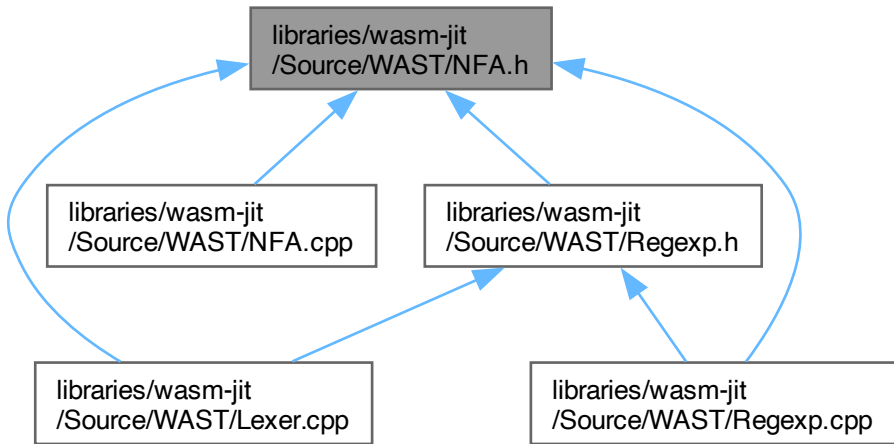 libraries/wasm-jit
/Source/WAST/NFA.h
libraries/wasm-jit
/Source/WAST/NFA.cpp
libraries/wasm-jit
/Source/WAST/Regexp.h
libraries/wasm-jit
/Source/WAST/Lexer.cpp
libraries/wasm-jit
/Source/WAST/Regexp.cpp